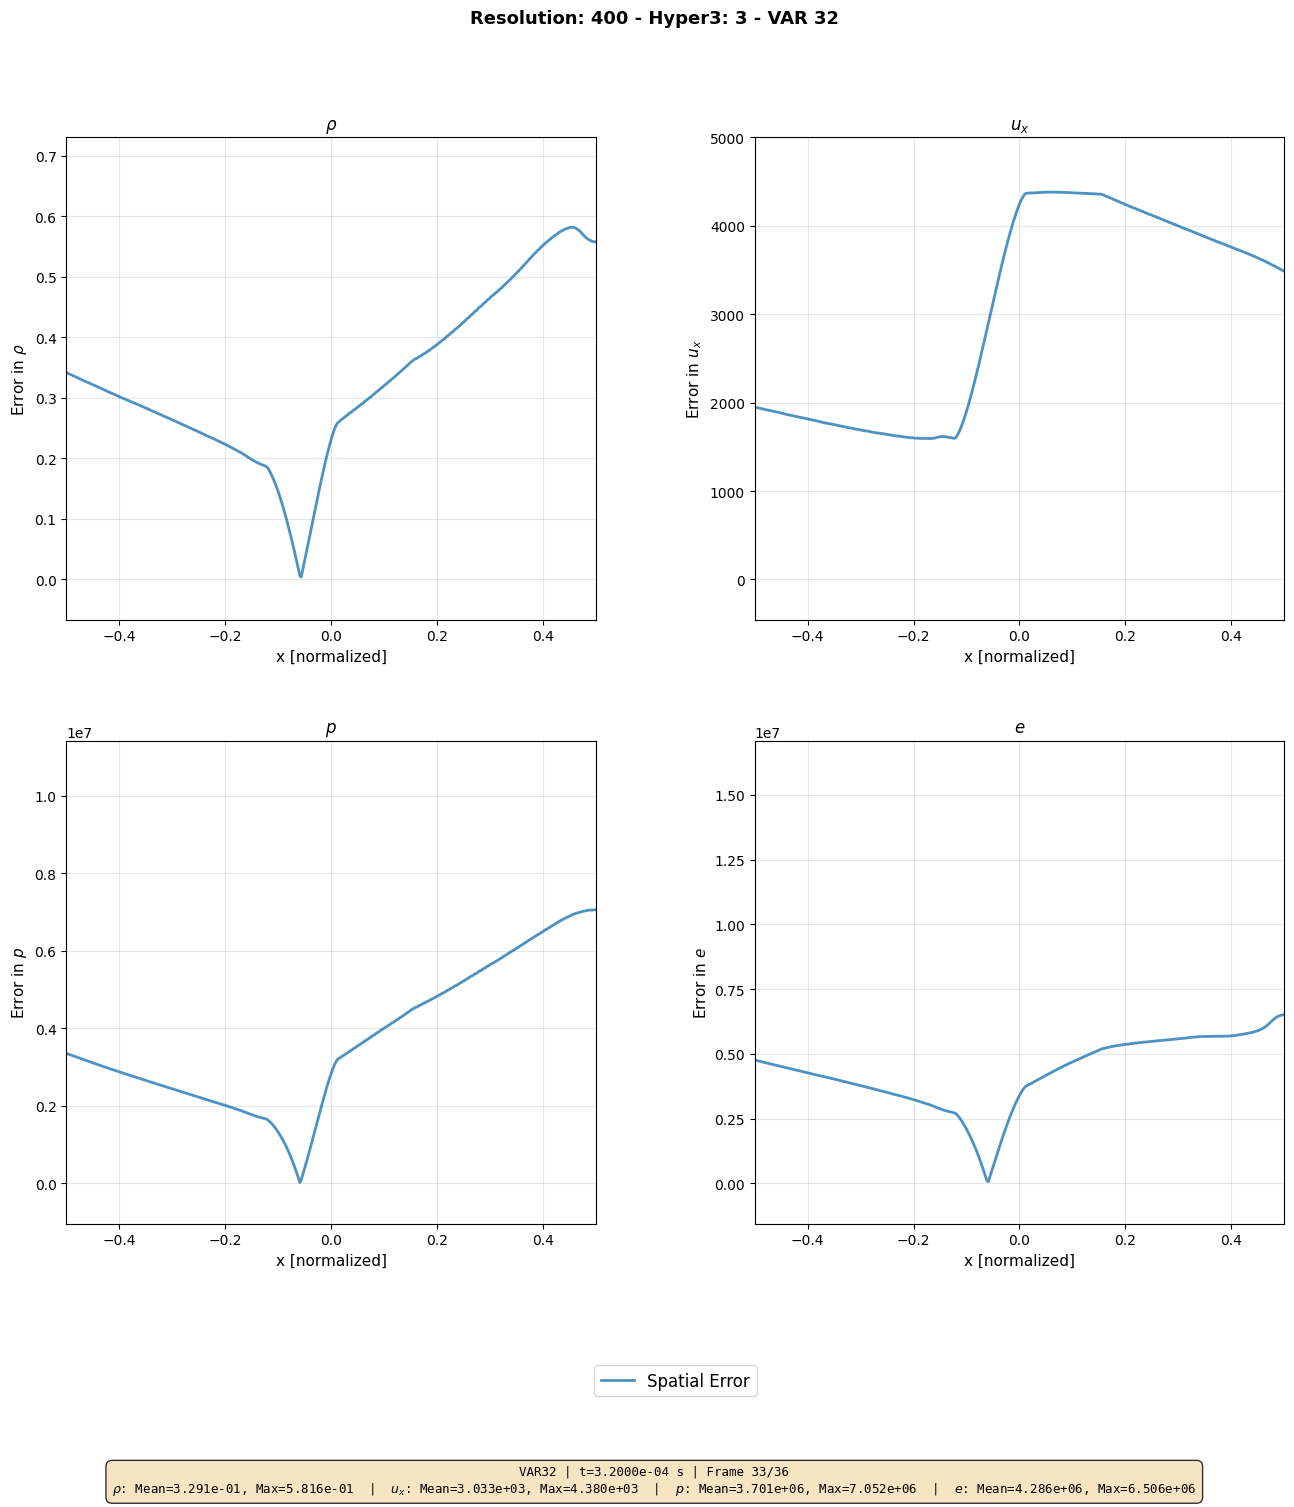 Resolution: 400 - Hyper3: 3 - VAR 32
ρ
0.7
0.6
0.5
0.4
0.3
0.2
0.1
0.0
Error in ρ
−0.4 −0.2 0.0 0.2 0.4
x [normalized]
u_x
5000
4000
3000
2000
1000
0
Error in u_x
−0.4 −0.2 0.0 0.2 0.4
x [normalized]
p
1e7
1.0
0.8
0.6
0.4
0.2
0.0
Error in p
−0.4 −0.2 0.0 0.2 0.4
x [normalized]
e
1e7
1.50
1.25
1.00
0.75
0.50
0.25
0.00
Error in e
−0.4 −0.2 0.0 0.2 0.4
x [normalized]
Spatial Error
VAR32 | t=3.2000e-04 s | Frame 33/36
ρ: Mean=3.291e-01, Max=5.816e-01 | u_x: Mean=3.033e+03, Max=4.380e+03 | p: Mean=3.701e+06, Max=7.052e+06 | e: Mean=4.286e+06, Max=6.506e+06